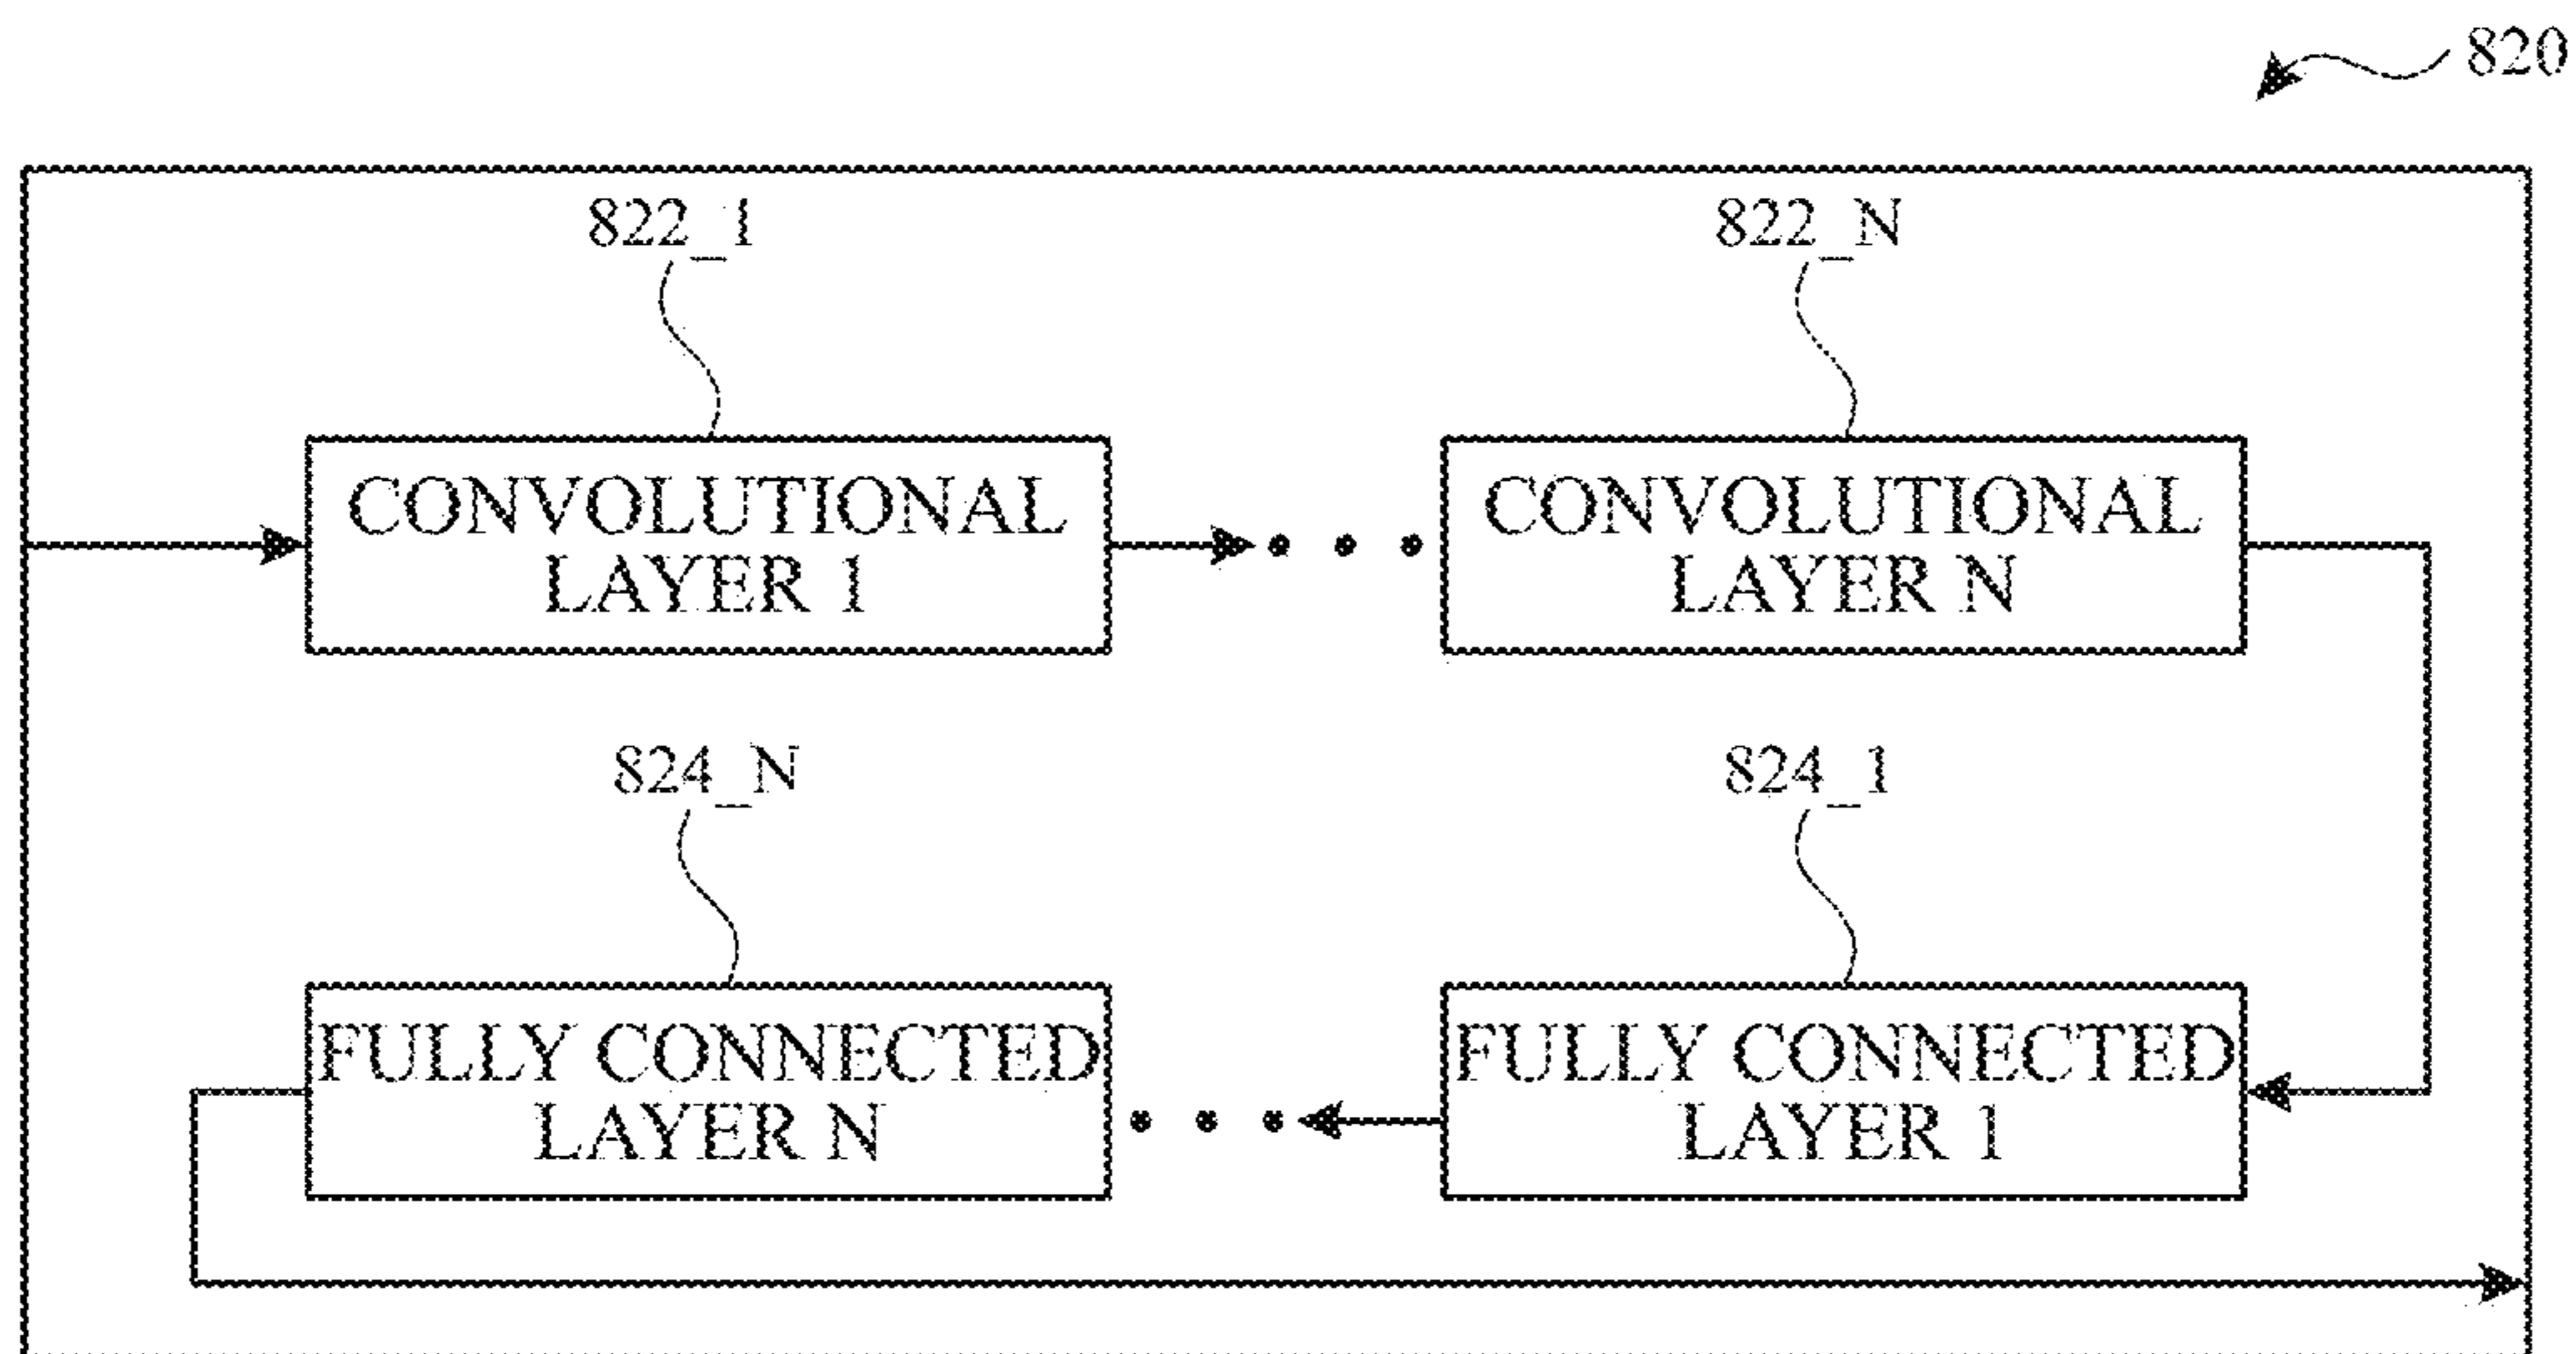 820
822_1
822_N
CONVOLUTIONAL
LAYER 1
CONVOLUTIONAL
LAYER N
824_N
824_1
FULLY CONNECTED
LAYER N
FULLY CONNECTED
LAYER 1